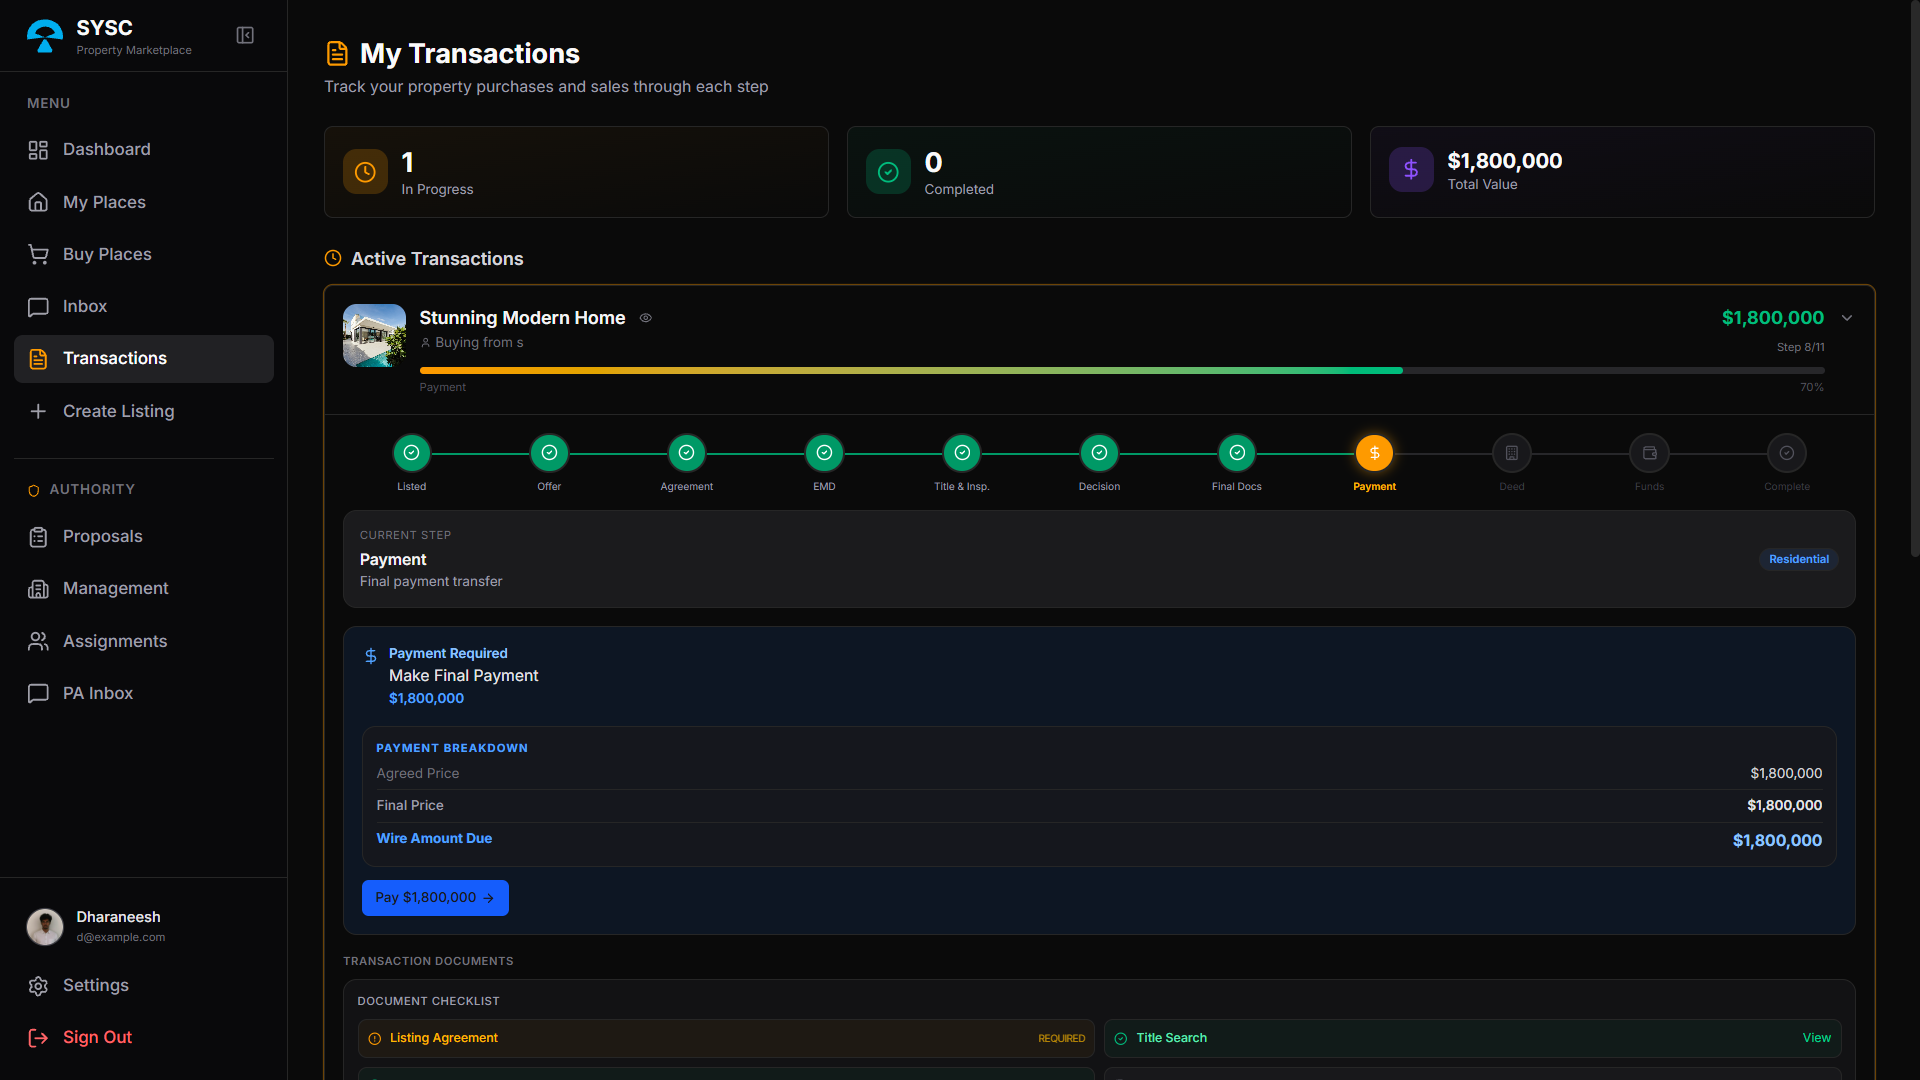 SYSC
Property Marketplace
MENU
Dashboard
My Places
Buy Places
Inbox
Transactions
Create Listing
AUTHORITY
Proposals
Management
Assignments
PA Inbox
Dharaneesh
d@example.com
Settings
Sign Out
My Transactions
Track your property purchases and sales through each step
1
In Progress
0
Completed
$1,800,000
Total Value
Active Transactions
Stunning Modern Home
Buying from s
$1,800,000
Step 8/11
Payment
70%
Listed
Offer
Agreement
EMD
Title & Insp.
Decision
Final Docs
Payment
Deed
Funds
Complete
CURRENT STEP
Payment
Final payment transfer
Residential
Payment Required
Make Final Payment
$1,800,000
PAYMENT BREAKDOWN
Agreed Price $1,800,000
Final Price $1,800,000
Wire Amount Due $1,800,000
Pay $1,800,000 →
TRANSACTION DOCUMENTS
DOCUMENT CHECKLIST
Listing Agreement REQUIRED
Title Search View